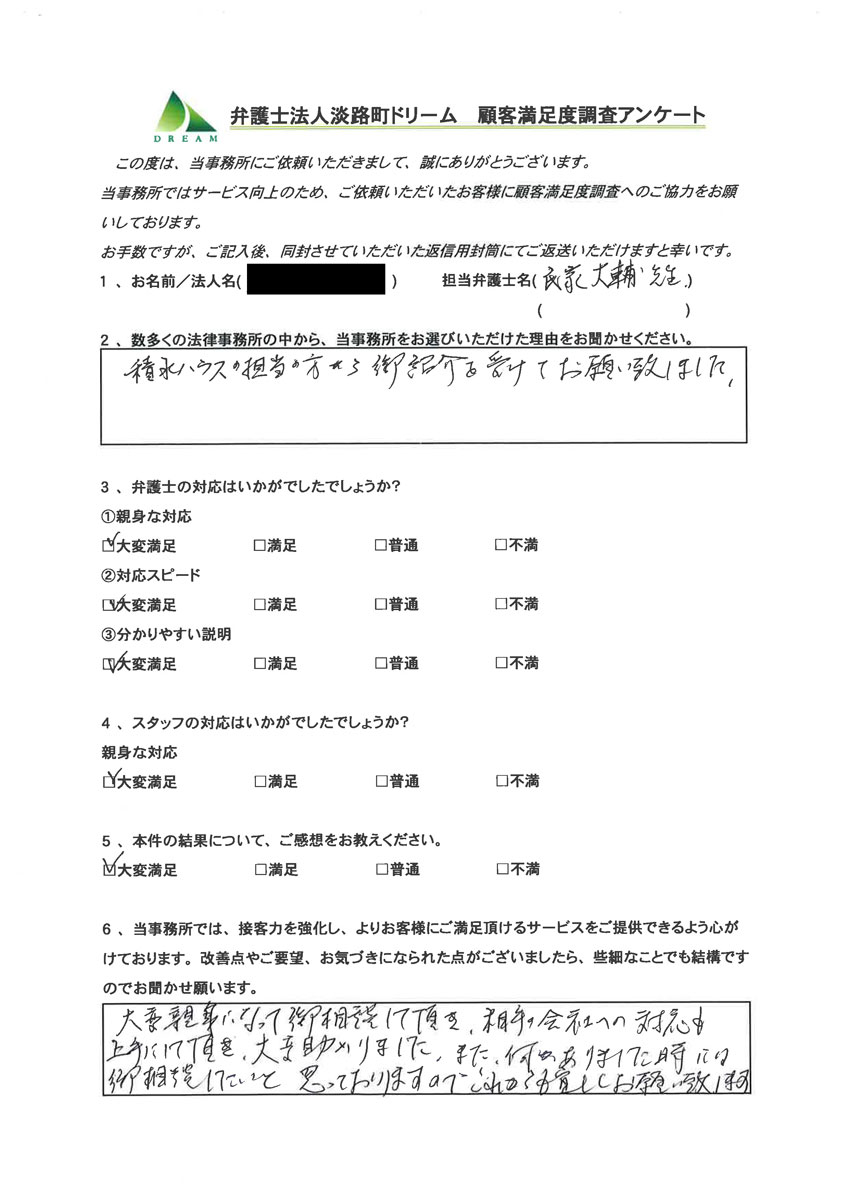 DREAM
弁護士法人淡路町ドリーム 顧客満足度調査アンケート
この度は、当事務所にご依頼いただきまして、誠にありがとうございます。
当事務所ではサービス向上のため、ご依頼いただいたお客様に顧客満足度調査へのご協力をお願
いしております。
お手数ですが、ご記入後、同封させていただいた返信用封筒にてご返送いただけますと幸いです。
1 、お名前／法人名( ) 担当弁護士名( 民家大輔先生 )
( )
2 、数多くの法律事務所の中から、当事務所をお選びいただけた理由をお聞かせください。
積水ハウスの担当の方から御紹介を受けてお願い致しました。
3 、弁護士の対応はいかがでしたでしょうか?
①親身な対応
☑大変満足 □満足 □普通 □不満
②対応スピード
☑大変満足 □満足 □普通 □不満
③分かりやすい説明
☑大変満足 □満足 □普通 □不満
4 、スタッフの対応はいかがでしたでしょうか?
親身な対応
☑大変満足 □満足 □普通 □不満
5 、本件の結果について、ご感想をお教えください。
☑大変満足 □満足 □普通 □不満
6 、当事務所では、接客力を強化し、よりお客様にご満足頂けるサービスをご提供できるよう心が
けております。改善点やご要望、お気づきになられた点がございましたら、些細なことでも結構です
のでお聞かせ願います。
大変親身になって御相談して頂き、相手の会社への対応も
上手にして頂き、大変助かりました。また、何かありました時には
御相談したいと思っておりますのでこれからも宜しくお願い致します